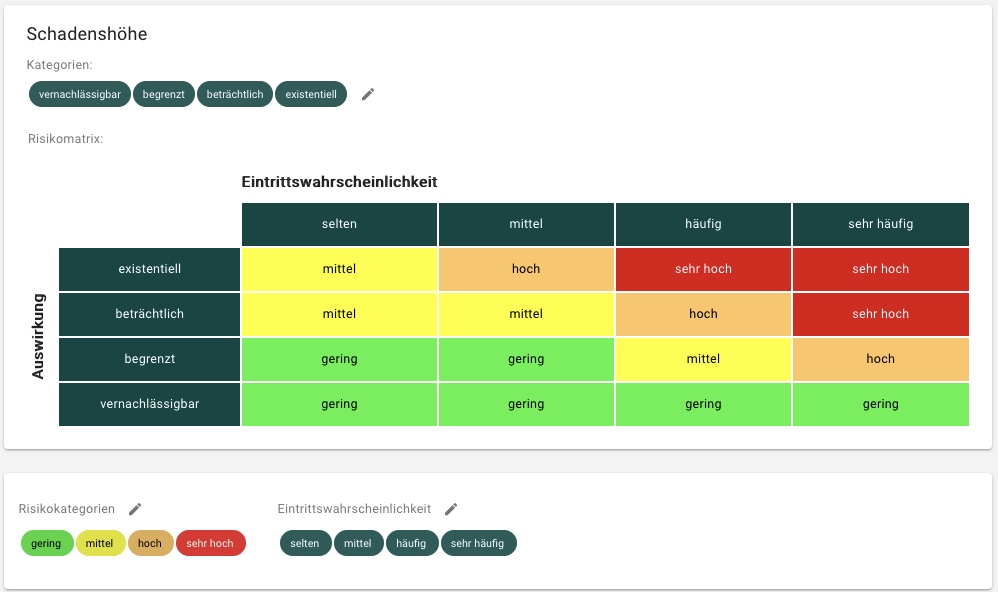 Schadenshöhe
Kategorien:
vernachlässigbar begrenzt beträchtlich existentiell
Risikomatrix:
Eintrittswahrscheinlichkeit
selten mittel häufig sehr häufig
Auswirkung
existentiell mittel hoch sehr hoch sehr hoch
beträchtlich mittel mittel hoch sehr hoch
begrenzt gering gering mittel hoch
vernachlässigbar gering gering gering gering
Risikokategorien Eintrittswahrscheinlichkeit
gering mittel hoch sehr hoch selten mittel häufig sehr häufig